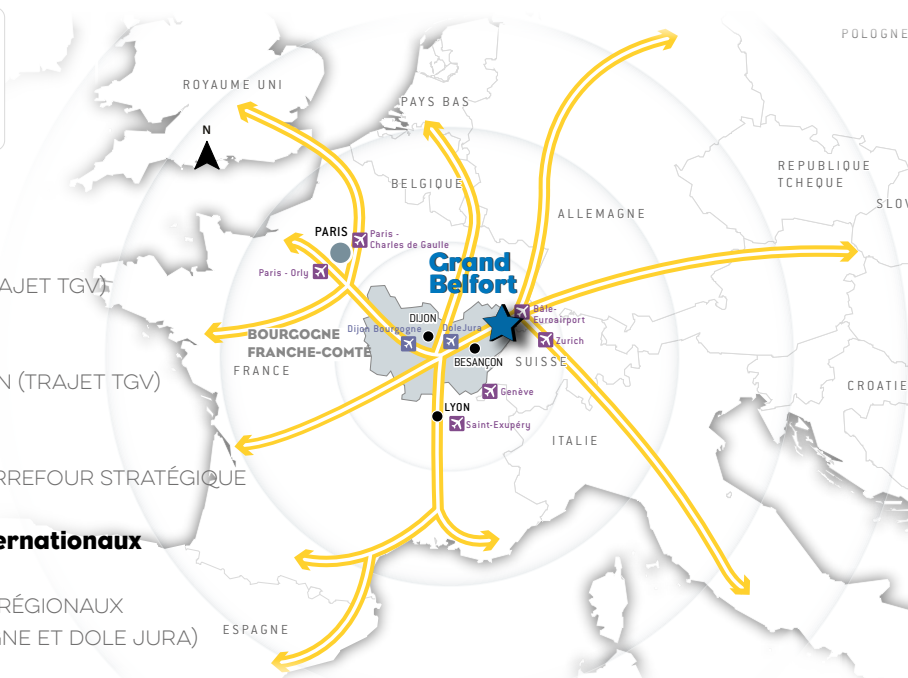 POLOGNE
ROYAUME UNI
PAYS BAS
N
REPUBLIQUE
TCHEQUE
BELGIQUE
SLOV
ALLEMAGNE
PARIS
Paris -
Charles de Gaulle
Paris - Orly
Grand
Belfort
AJET TGV)
Bâle-
Euroairport
DIJON
Dijon Bourgogne
DoleJura
BOURGOGNE
FRANCHE-COMTÉ
Zurich
BESANÇON
SUISSE
FRANCE
N (TRAJET TGV)
Genève
CROATIE
LYON
Saint-Exupéry
ITALIE
RREFOUR STRATÉGIQUE
ernationaux
RÉGIONAUX
GNE ET DOLE JURA)
ESPAGNE